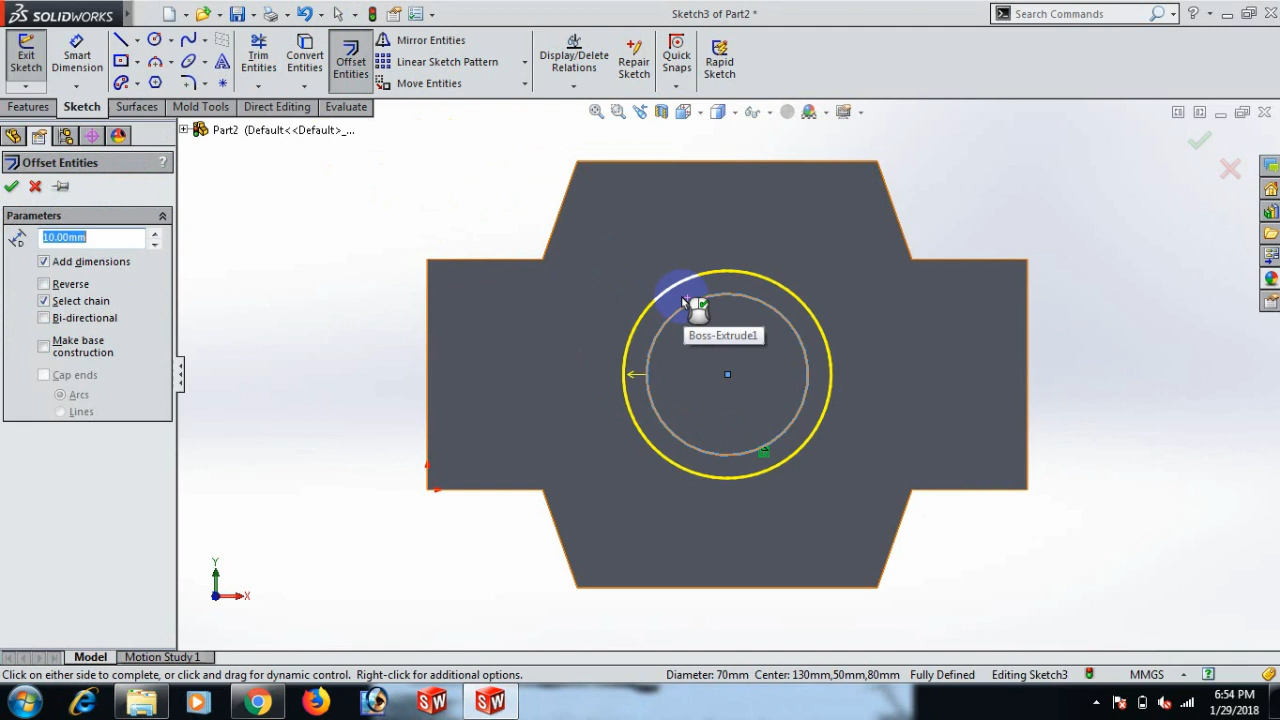 SOLIDWORKS
Sketch3 of Part2 *
Search Commands
Exit Sketch
Smart Dimension
Trim Entities
Convert Entities
Offset Entities
Mirror Entities
Linear Sketch Pattern
Move Entities
Display/Delete Relations
Repair Sketch
Quick Snaps
Rapid Sketch
Features
Sketch
Surfaces
Mold Tools
Direct Editing
Evaluate
Part2 (Default<<Default>_...
Offset Entities
?
Parameters
10.00mm
Add dimensions
Reverse
Select chain
Bi-directional
Make base
construction
Cap ends
Arcs
Lines
Boss-Extrude1
Y
X
Model
Motion Study 1
Click on either side to complete, or click and drag for dynamic control. Right-click for additional options.
Diameter: 70mm Center: 130mm,50mm,80mm
Fully Defined
Editing Sketch3
MMGS
6:54 PM
1/29/2018